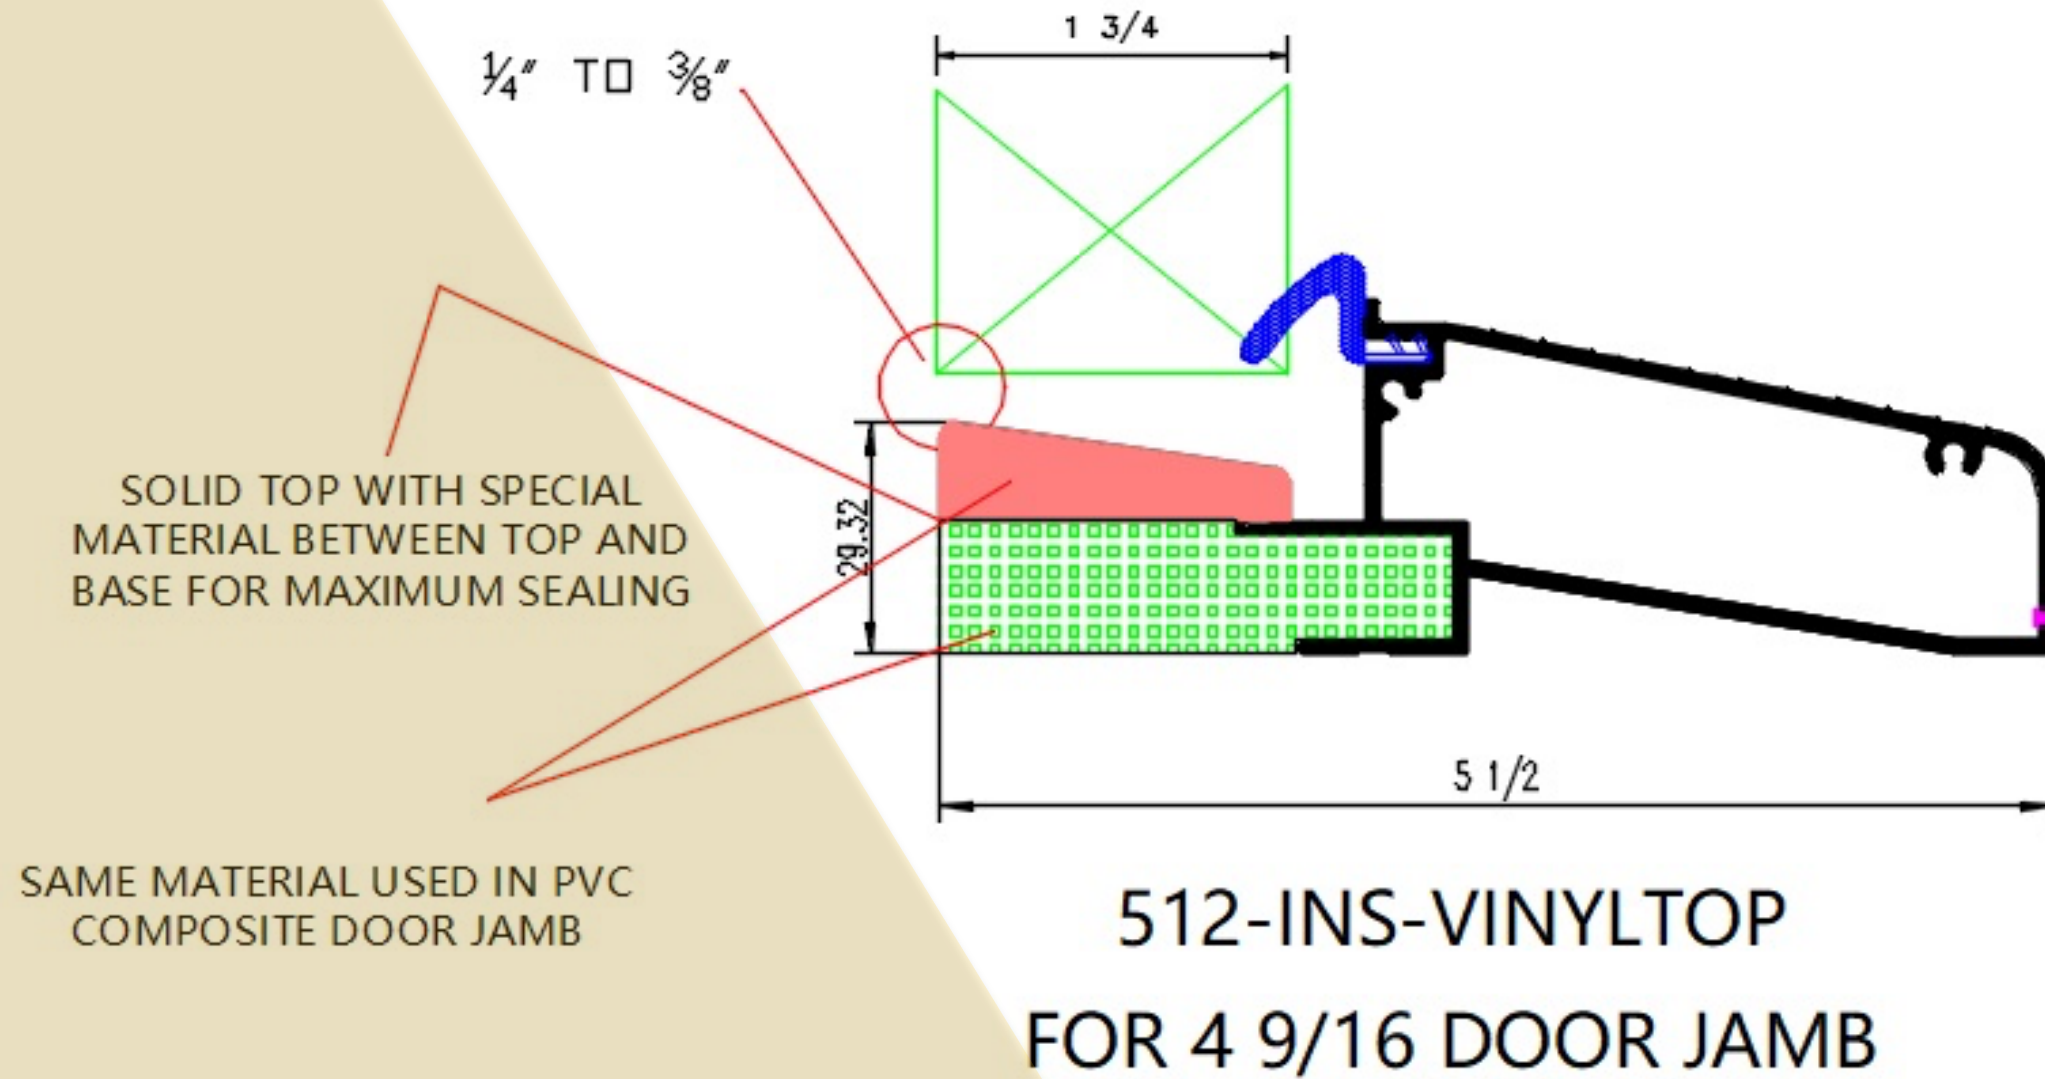 1 3/4
1/4" TO 3/8"
SOLID TOP WITH SPECIAL
MATERIAL BETWEEN TOP AND
BASE FOR MAXIMUM SEALING
29.32
5 1/2
SAME MATERIAL USED IN PVC
COMPOSITE DOOR JAMB
512-INS-VINYLTOP
FOR 4 9/16 DOOR JAMB